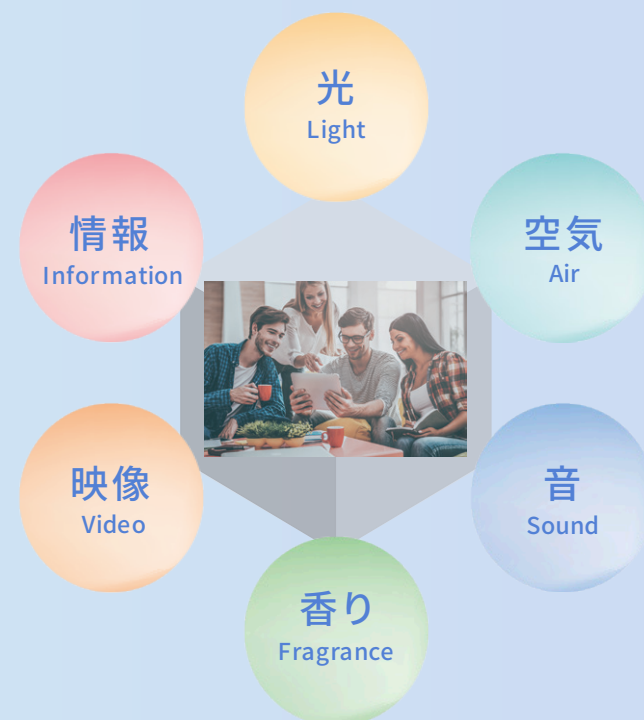 光
Light
情報
Information
空気
Air
映像
Video
音
Sound
香り
Fragrance